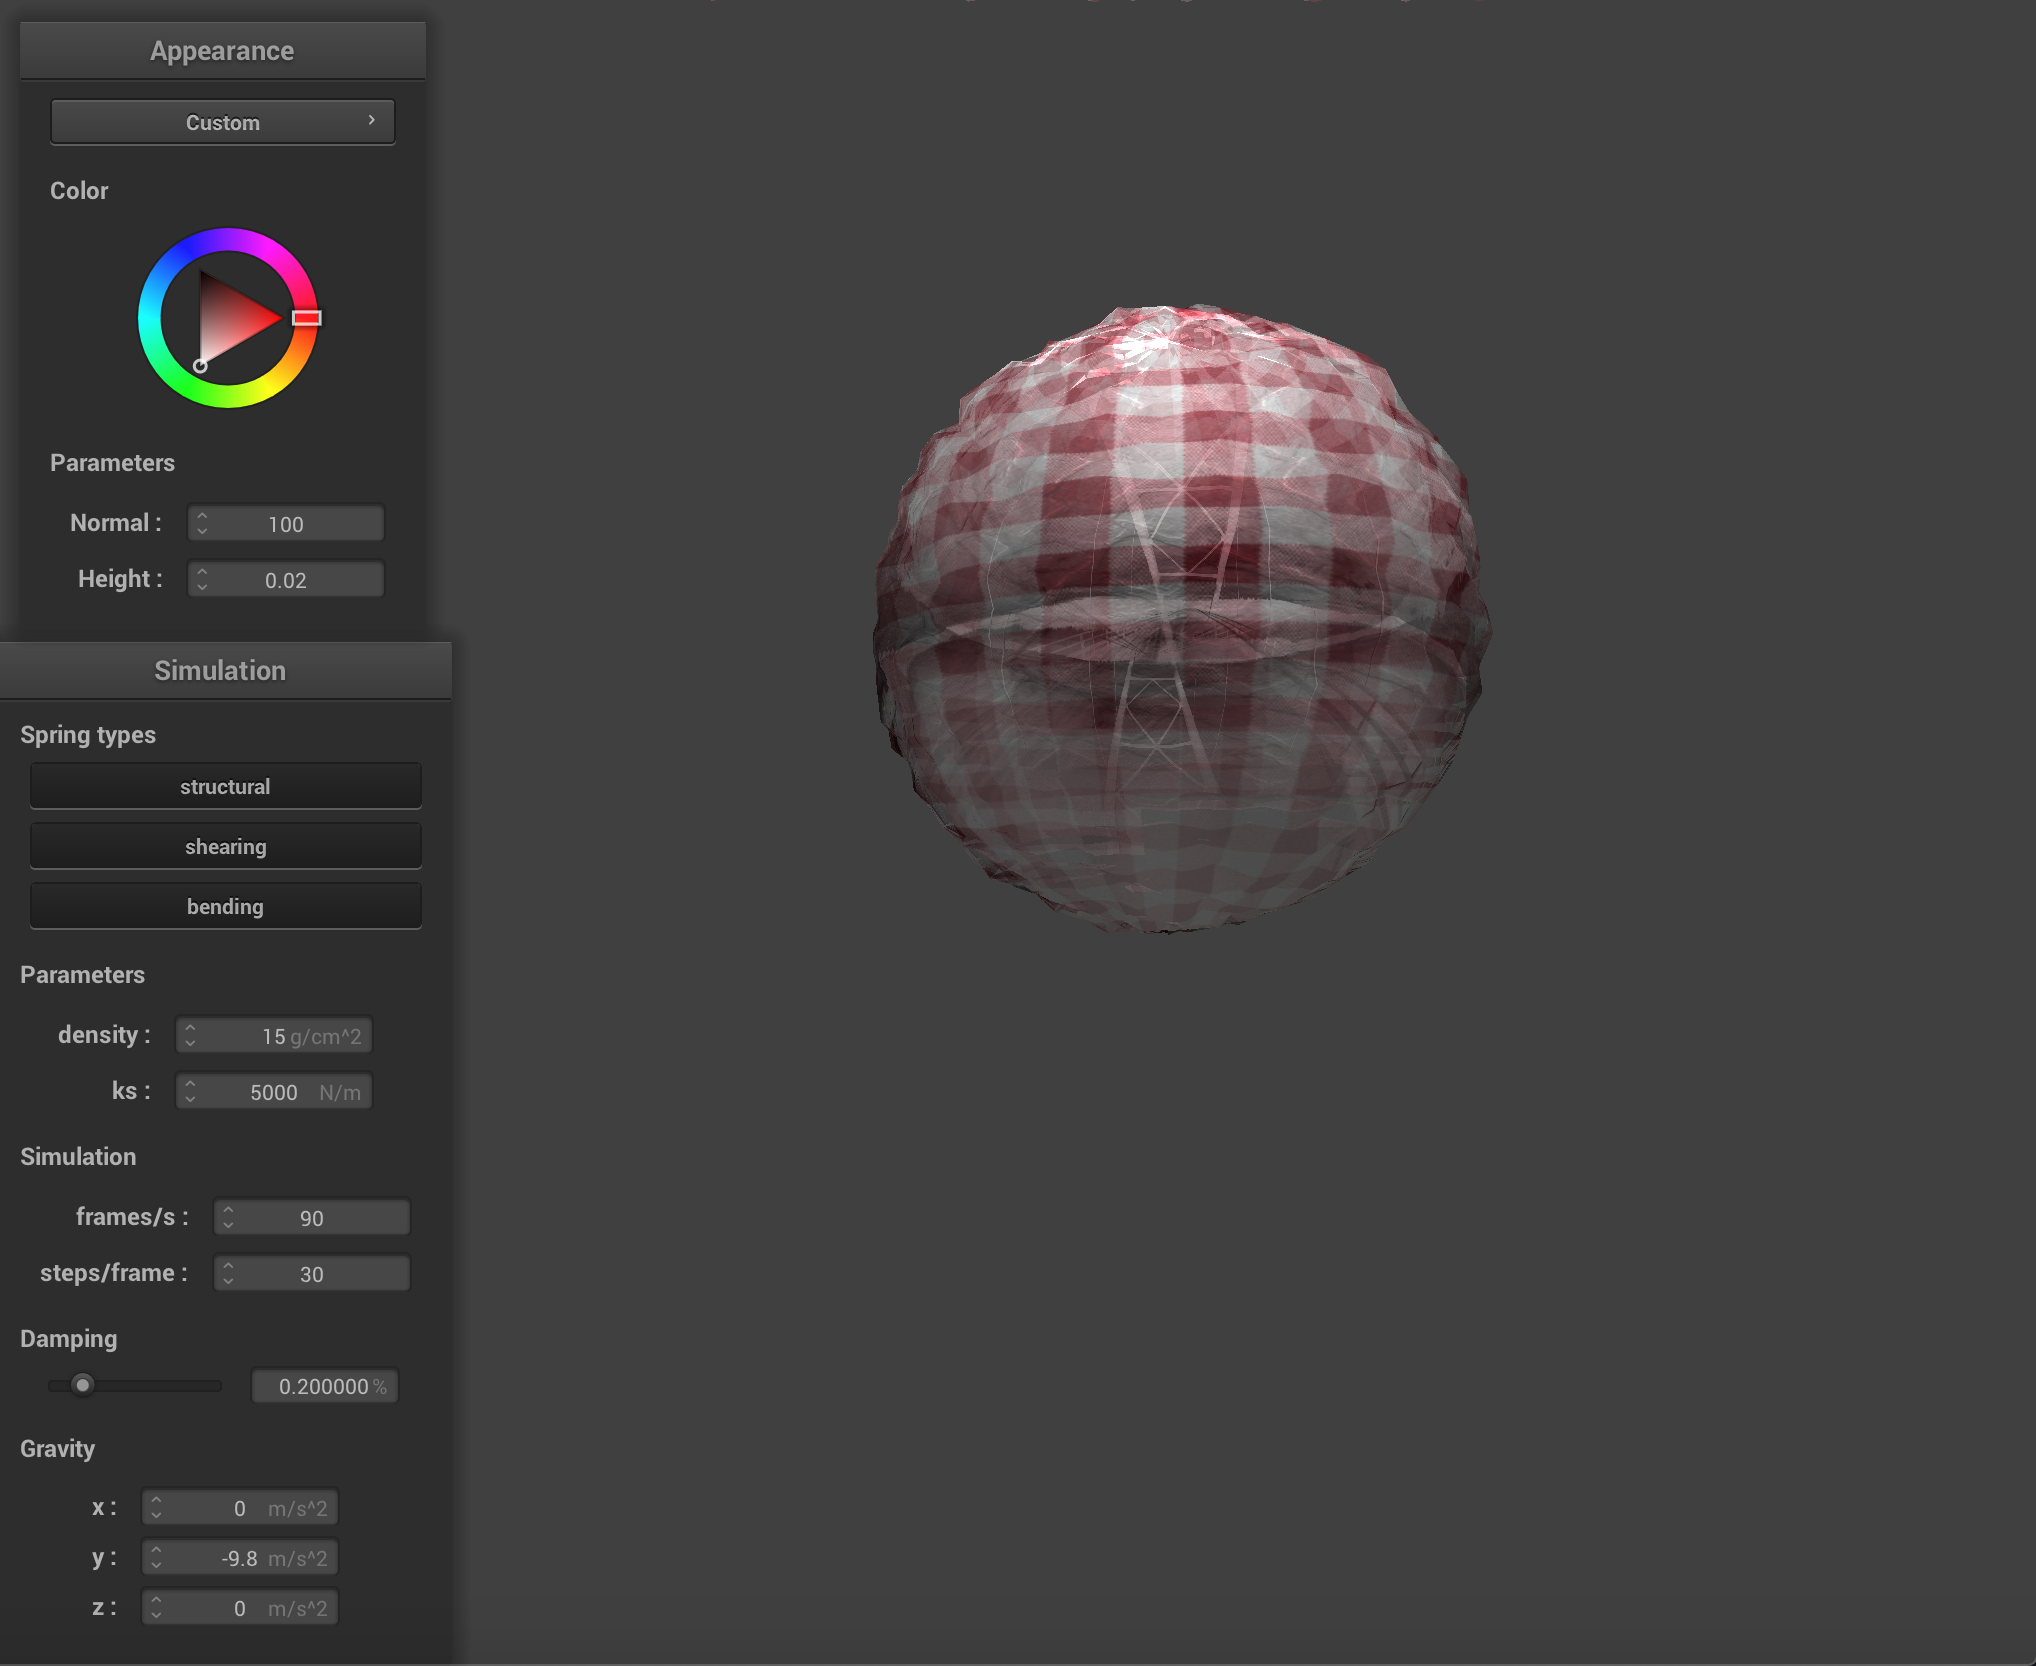 Appearance
Custom
Color
Parameters
Normal : 100
Height : 0.02
Simulation
Spring types
structural
shearing
bending
Parameters
density : 15 g/cm^2
ks : 5000 N/m
Simulation
frames/s : 90
steps/frame : 30
Damping
0.200000 %
Gravity
x : 0 m/s^2
y : -9.8 m/s^2
z : 0 m/s^2